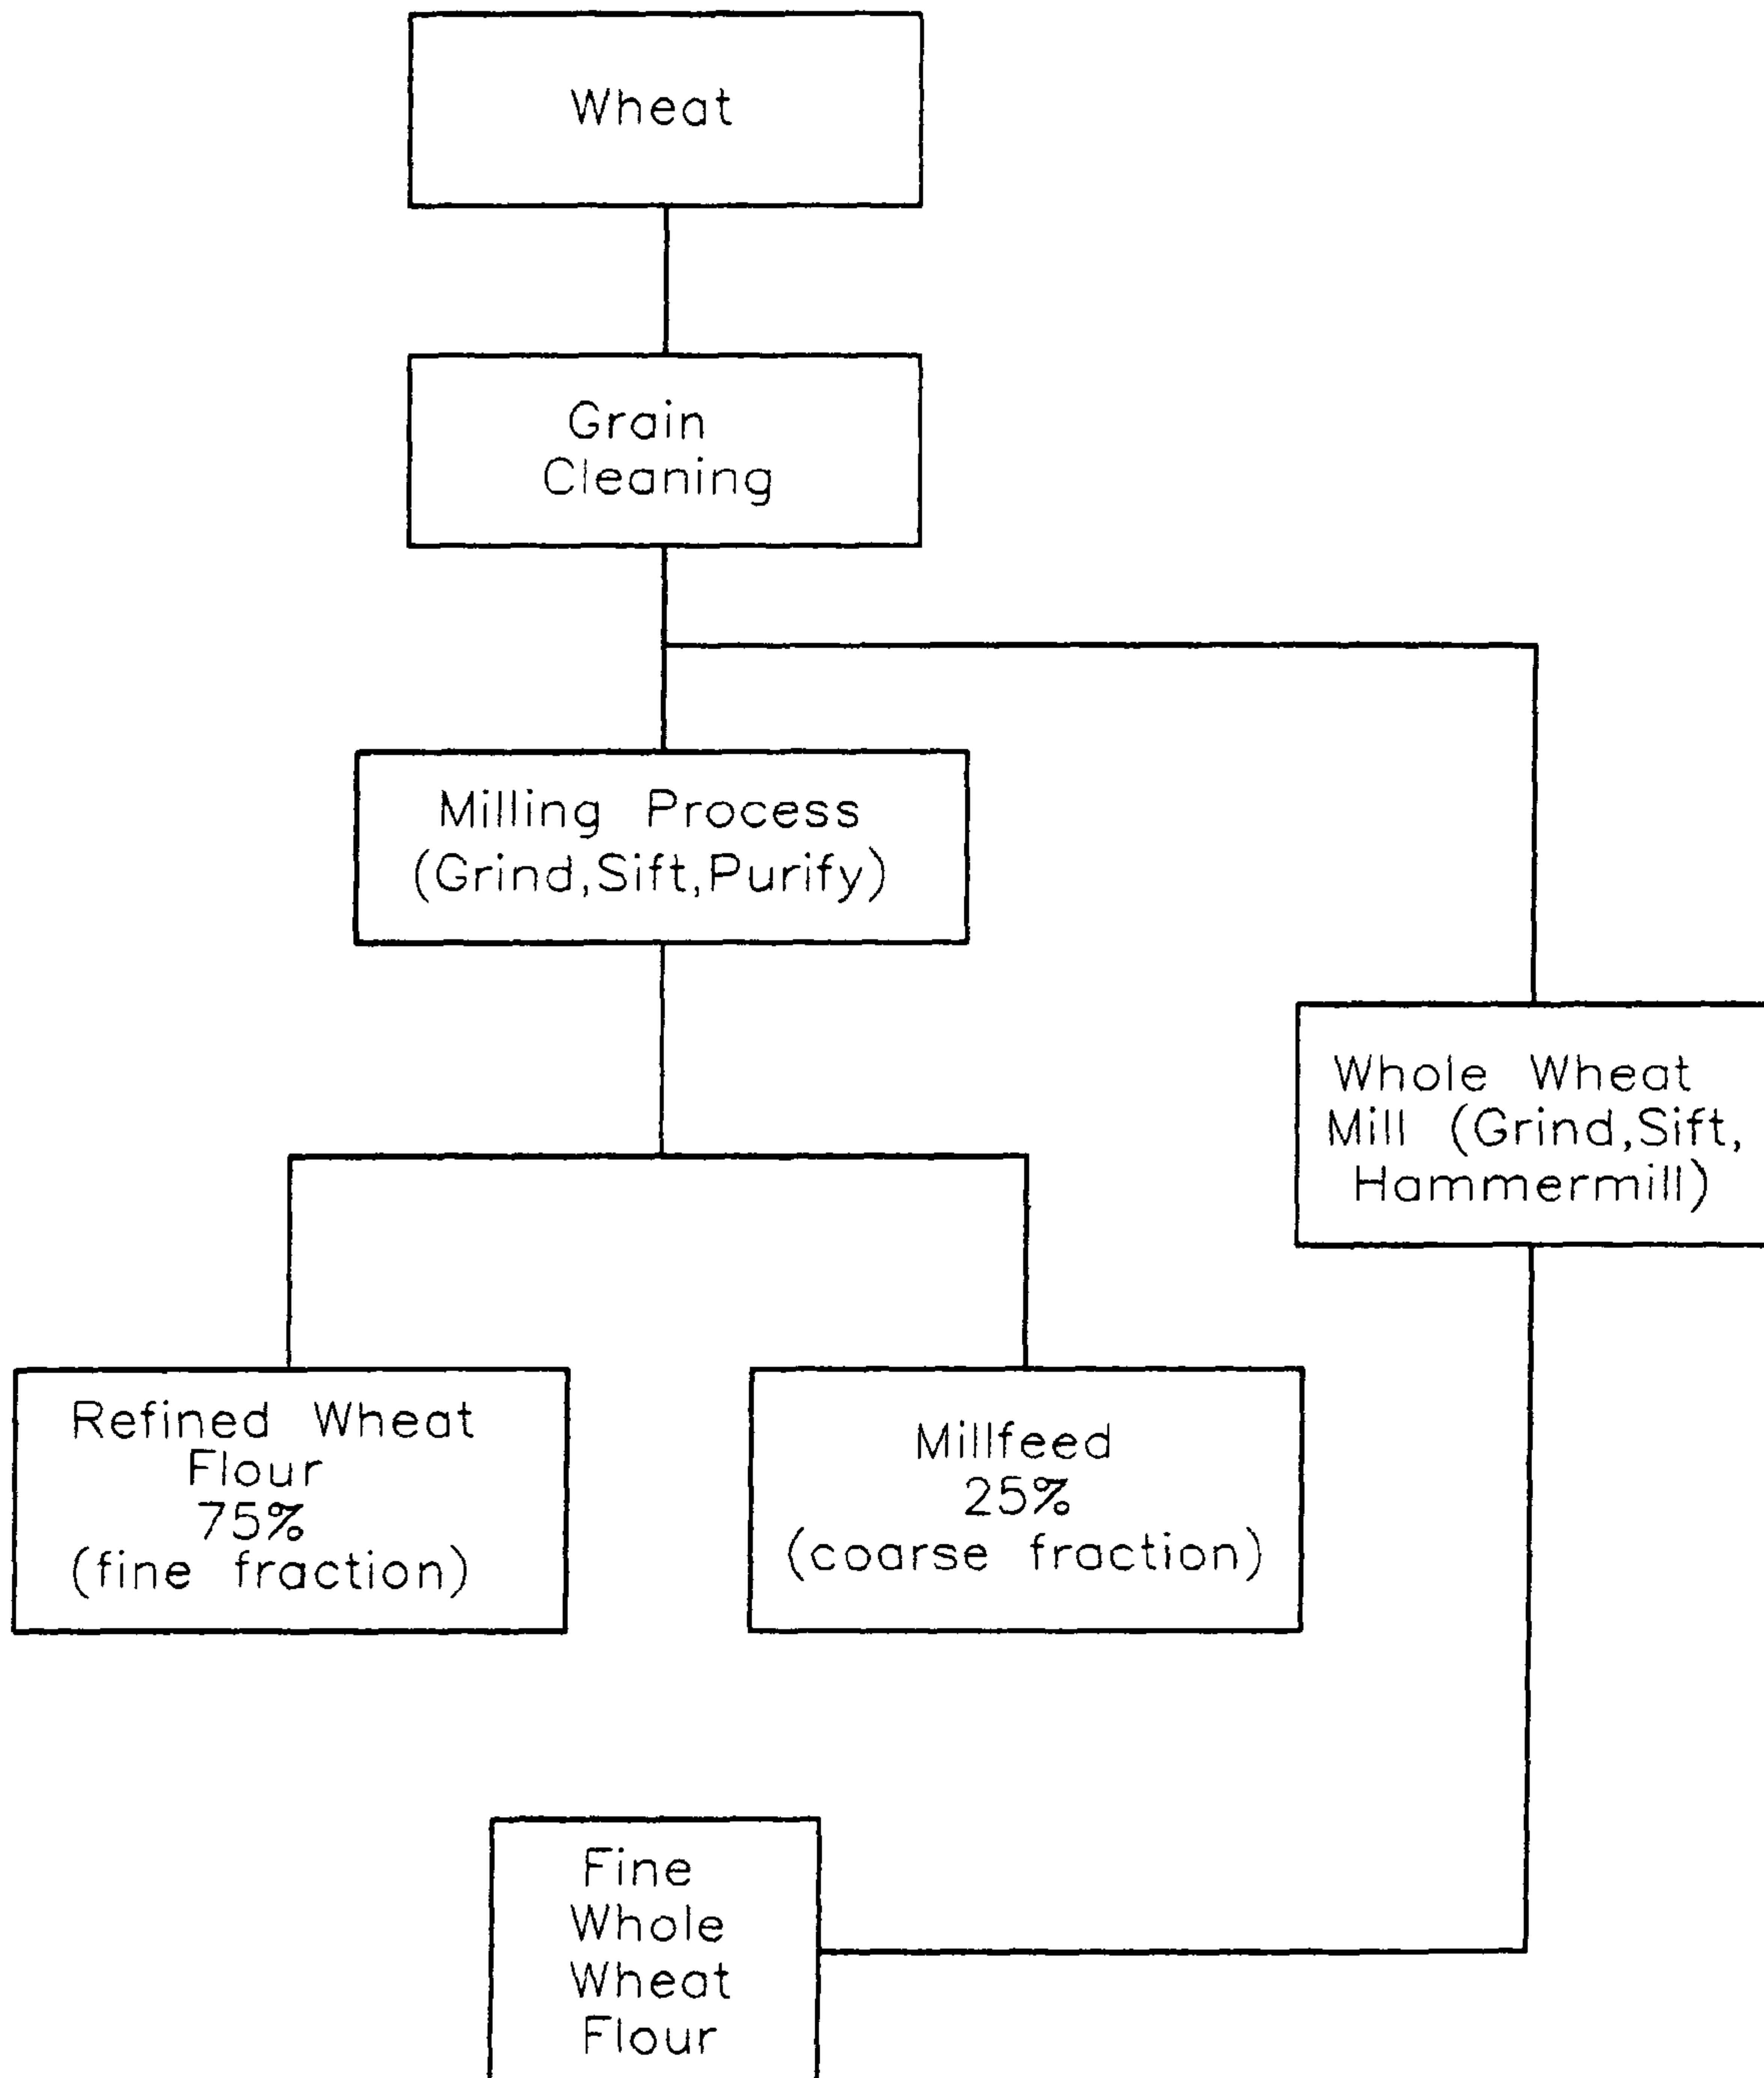 Wheat
Grain
Cleaning
Milling Process
(Grind,Sift,Purify)
Whole Wheat
Mill (Grind,Sift,
Hammermill)
Refined Wheat
Flour
75%
(fine fraction)
Millfeed
25%
(coarse fraction)
Fine
Whole
Wheat
Flour